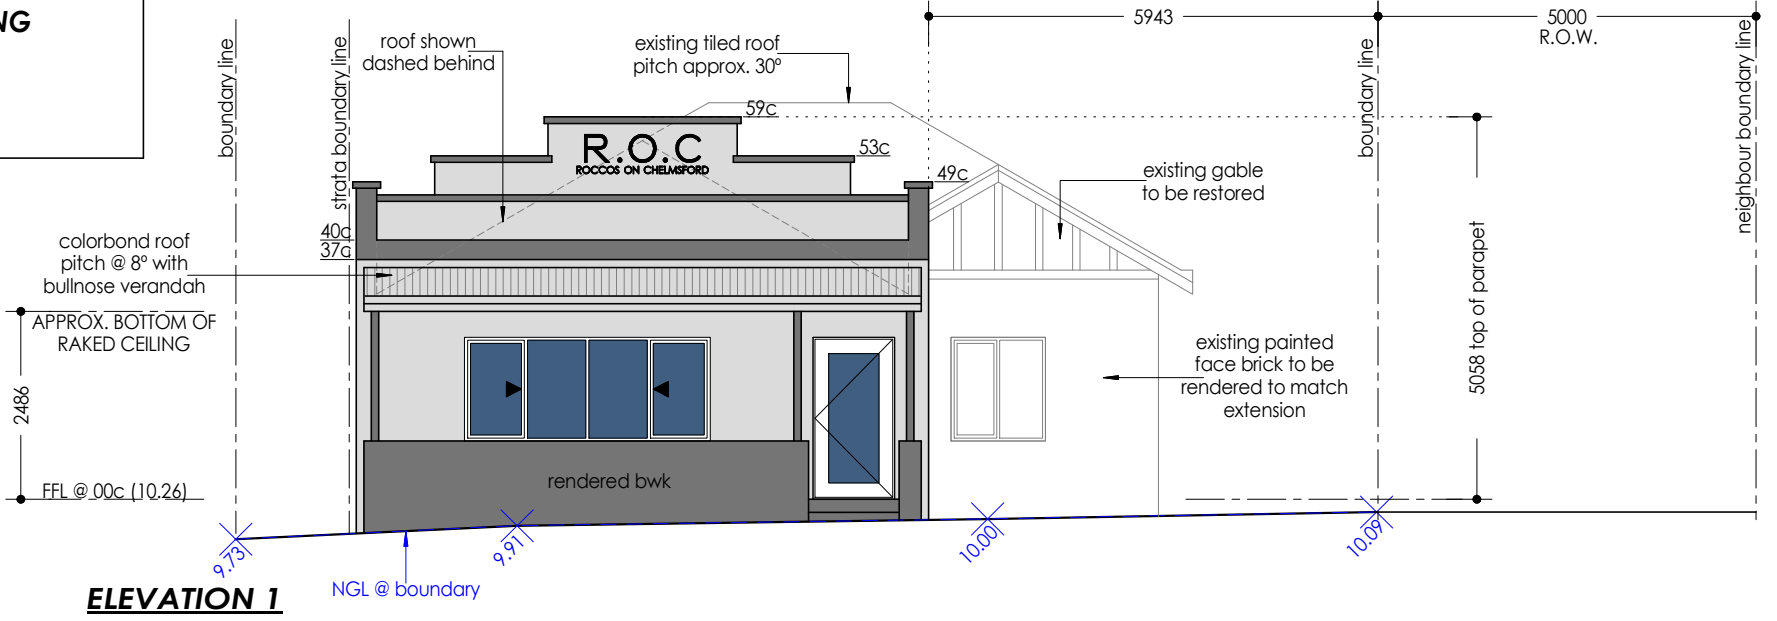 NG
5943
5000
R.O.W.
boundary line
strata boundary line
roof shown
dashed behind
existing tiled roof
pitch approx. 30º
boundary line
neighbour boundary line
59c
R.O.C
ROCCOS ON CHELMSFORD
53c
49c
existing gable
to be restored
40c
37c
colorbond roof
pitch @ 8º with
bullnose verandah
5058 top of parapet
APPROX. BOTTOM OF
RAKED CEILING
existing painted
face brick to be
rendered to match
extension
2486
rendered bwk
FFL @ 00c (10.26)
9.73
9.91
10.00
10.09
NGL @ boundary
ELEVATION 1